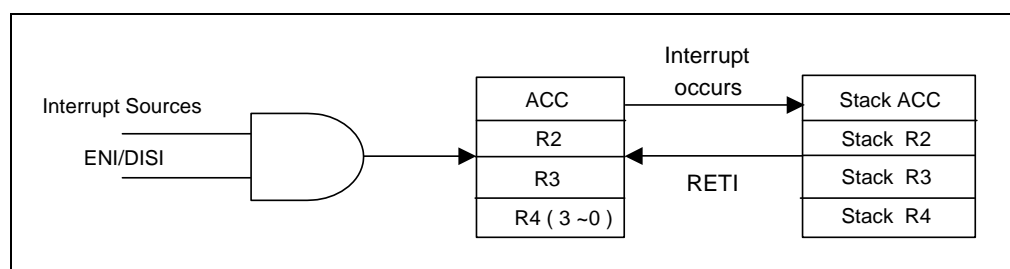 Interrupt Sources
ENI/DISI
ACC
R2
R3
R4 ( 3 ~0 )
Interrupt
occurs
RETI
Stack ACC
Stack R2
Stack R3
Stack R4